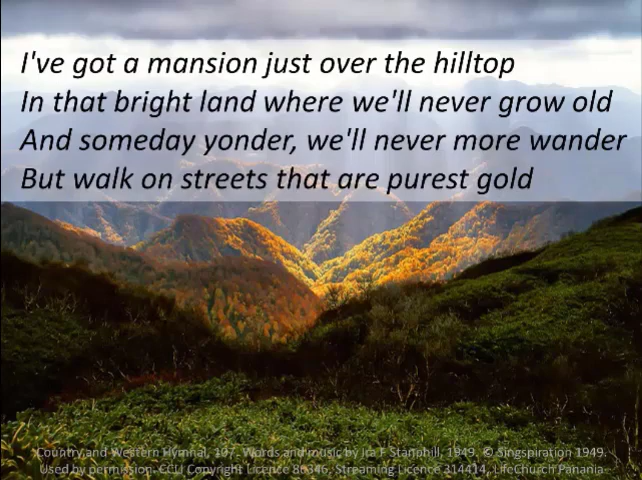 I've got a mansion just over the hilltop
In that bright land where we'll never grow old
And someday yonder, we'll never more wander
But walk on streets that are purest gold
Country and Western Hymnal, 107. Words and music by Ira F Stanphill, 1949. © Singspiration 1949.
Used by permission. CCLI Copyright Licence 80346, Streaming Licence 314414, LifeChurch Panania